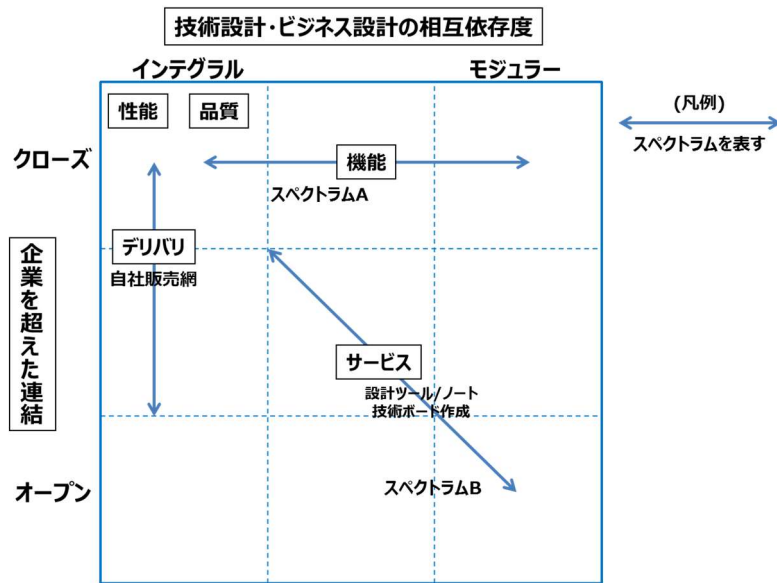 技術設計・ビジネス設計の相互依存度
インテグラル
モジュラー
性能
品質
(凡例)
スペクトラムを表す
クローズ
機能
スペクトラムA
デリバリ
自社販売網
企業を超えた連結
サービス
設計ツール/ノート
技術ボード作成
スペクトラムB
オープン